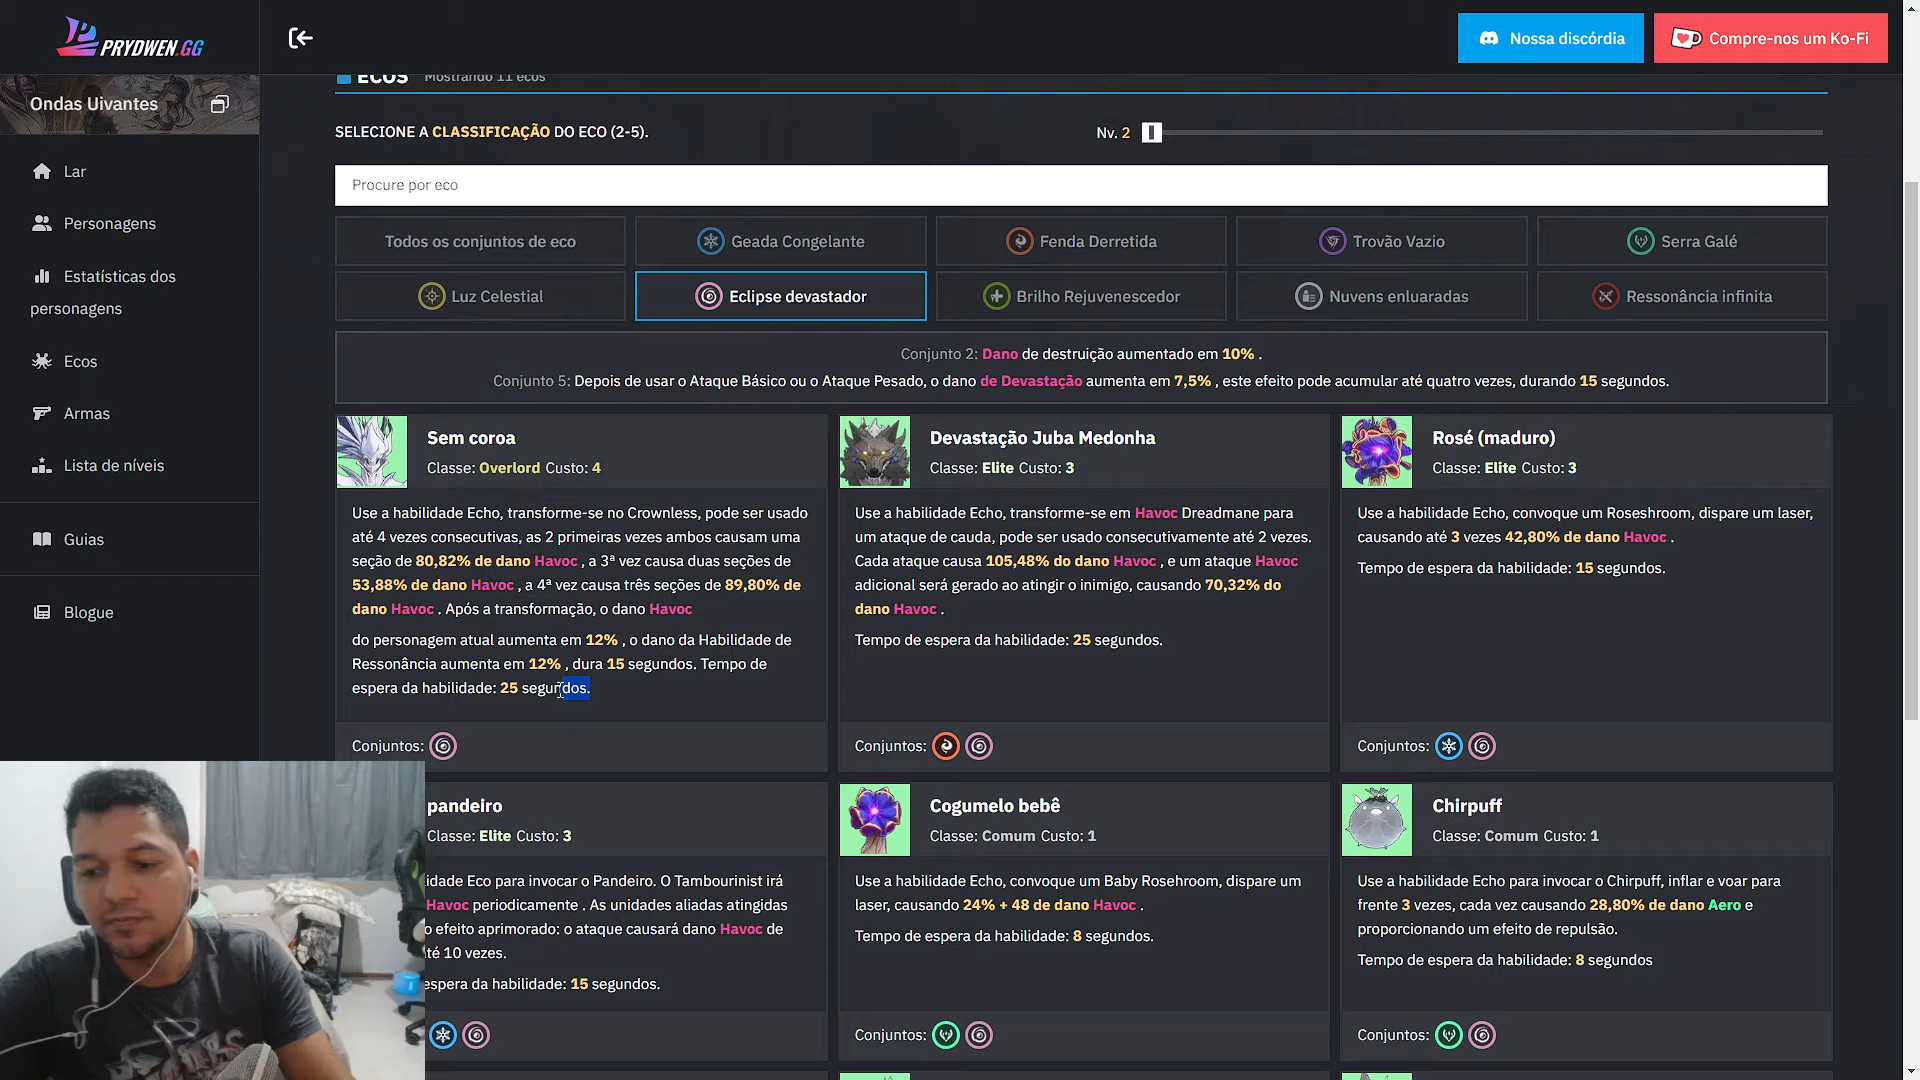 PRYDWEN.GG
Nossa discórdia
Compre-nos um Ko-Fi
Ondas Uivantes
Lar
Personagens
Estatísticas dos
personagens
Ecos
Armas
Lista de níveis
Guias
Blogue
ECOS Mostrando 11 ecos
SELECIONE A CLASSIFICAÇÃO DO ECO (2-5).
Nv. 2
Procure por eco
Todos os conjuntos de eco
Geada Congelante
Fenda Derretida
Trovão Vazio
Serra Galé
Luz Celestial
Eclipse devastador
Brilho Rejuvenescedor
Nuvens enluaradas
Ressonância infinita
Conjunto 2: Dano de destruição aumentado em 10% .
Conjunto 5: Depois de usar o Ataque Básico ou o Ataque Pesado, o dano de Devastação aumenta em 7,5% , este efeito pode acumular até quatro vezes, durando 15 segundos.
Sem coroa
Classe: Overlord Custo: 4
Use a habilidade Echo, transforme-se no Crownless, pode ser usado
até 4 vezes consecutivas, as 2 primeiras vezes ambos causam uma
seção de 80,82% de dano Havoc , a 3ª vez causa duas seções de
53,88% de dano Havoc , a 4ª vez causa três seções de 89,80% de
dano Havoc . Após a transformação, o dano Havoc
do personagem atual aumenta em 12% , o dano da Habilidade de
Ressonância aumenta em 12% , dura 15 segundos. Tempo de
espera da habilidade: 25 segundos.
Conjuntos:
Devastação Juba Medonha
Classe: Elite Custo: 3
Use a habilidade Echo, transforme-se em Havoc Dreadmane para
um ataque de cauda, pode ser usado consecutivamente até 2 vezes.
Cada ataque causa 105,48% do dano Havoc , e um ataque Havoc
adicional será gerado ao atingir o inimigo, causando 70,32% do
dano Havoc .
Tempo de espera da habilidade: 25 segundos.
Conjuntos:
Rosé (maduro)
Classe: Elite Custo: 3
Use a habilidade Echo, convoque um Roseshroom, dispare um laser,
causando até 3 vezes 42,80% de dano Havoc .
Tempo de espera da habilidade: 15 segundos.
Conjuntos:
pandeiro
Classe: Elite Custo: 3
idade Eco para invocar o Pandeiro. O Tambourinist irá
Havoc periodicamente . As unidades aliadas atingidas
o efeito aprimorado: o ataque causará dano Havoc de
té 10 vezes.
espera da habilidade: 15 segundos.
Cogumelo bebê
Classe: Comum Custo: 1
Use a habilidade Echo, convoque um Baby Rosehroom, dispare um
laser, causando 24% + 48 de dano Havoc .
Tempo de espera da habilidade: 8 segundos.
Conjuntos:
Chirpuff
Classe: Comum Custo: 1
Use a habilidade Echo para invocar o Chirpuff, inflar e voar para
frente 3 vezes, cada vez causando 28,80% de dano Aero e
proporcionando um efeito de repulsão.
Tempo de espera da habilidade: 8 segundos
Conjuntos: